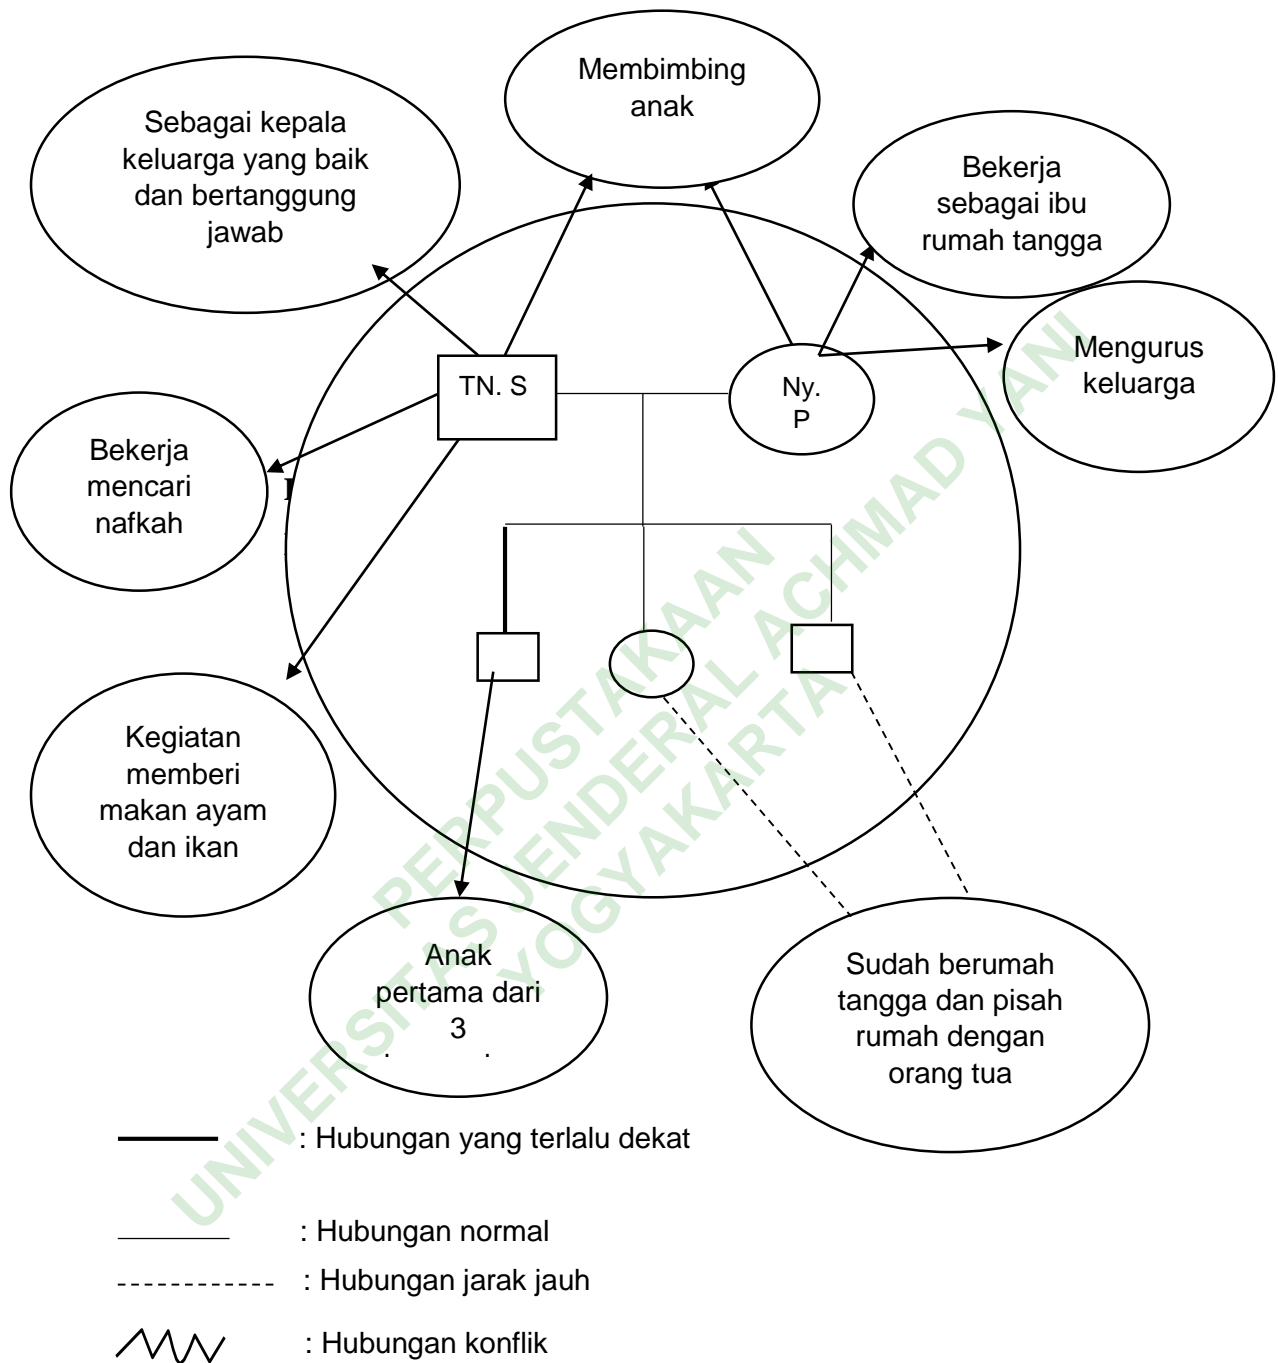 Membimbing
anak
Sebagai kepala
keluarga yang baik
dan bertanggung
jawab
Bekerja
sebagai ibu
rumah tangga
Mengurus
keluarga
TN. S
Ny.
P
Bekerja
mencari
nafkah
Kegiatan
memberi
makan ayam
dan ikan
Anak
pertama dari
3
Sudah berumah
tangga dan pisah
rumah dengan
orang tua
PERPUSTAKAAN
UNIVERSITAS JENDERAL ACHMAD YANI
YOGYAKARTA
: Hubungan yang terlalu dekat
: Hubungan normal
: Hubungan jarak jauh
: Hubungan konflik